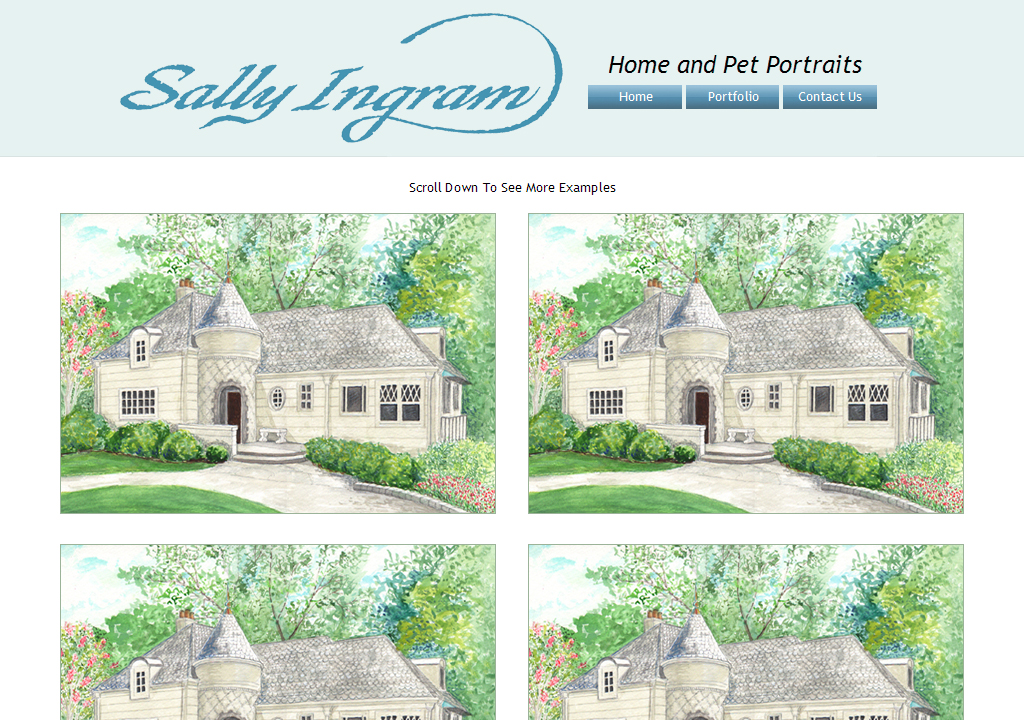 Sally Ingram
Home and Pet Portraits
Home
Portfolio
Contact Us
Scroll Down To See More Examples